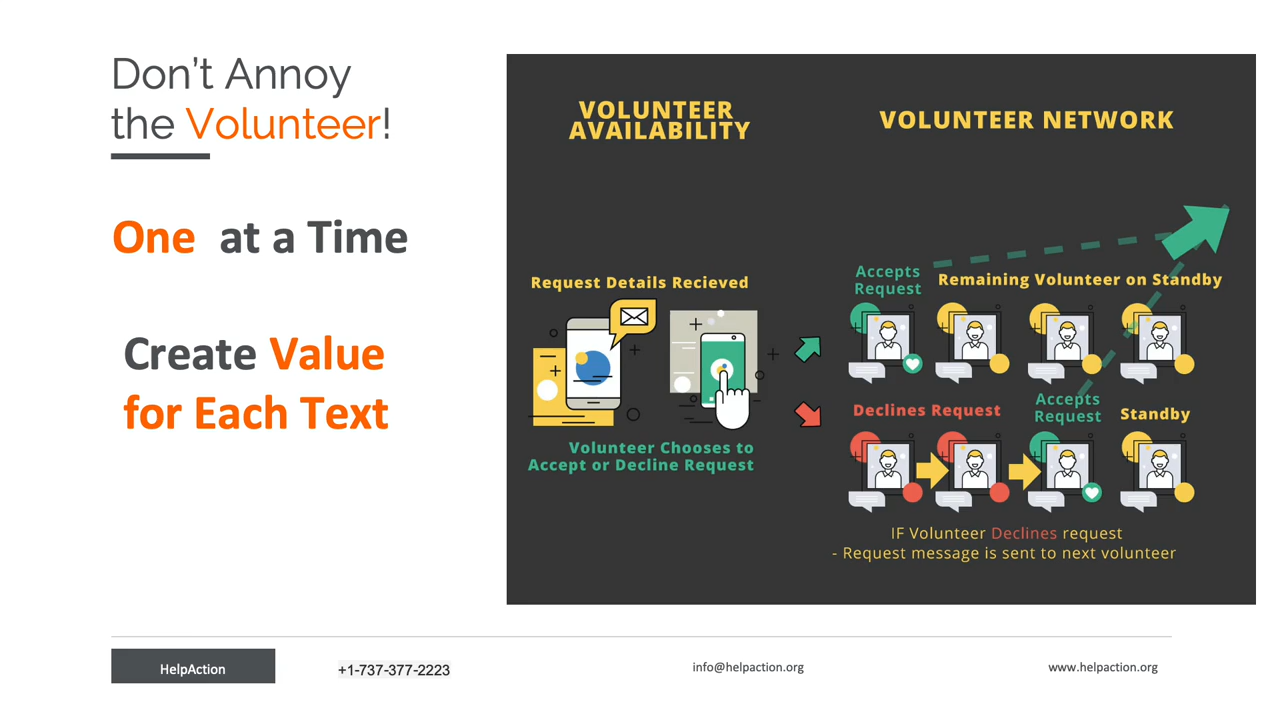 Don't Annoy
the Volunteer!
One at a Time
Create Value
for Each Text
VOLUNTEER
AVAILABILITY
VOLUNTEER NETWORK
Request Details Recieved
Volunteer Chooses to
Accept or Decline Request
Accepts
Request
Remaining Volunteer on Standby
Declines Request
Accepts
Request
Standby
IF Volunteer Declines request
- Request message is sent to next volunteer
HelpAction
+1-737-377-2223
info@helpaction.org
www.helpaction.org